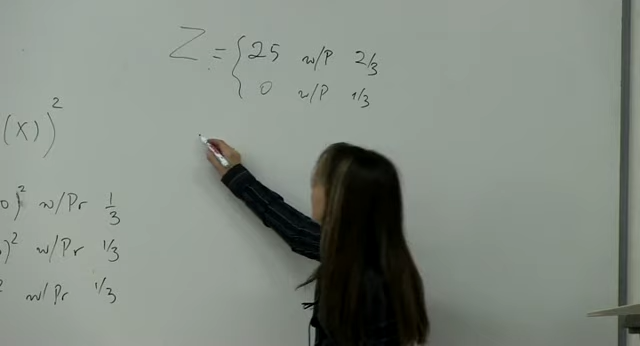 Z = { 25 w/P 2/3
0 w/P 1/3
(X))²
0)² w/Pr 1/3
)² w/Pr 1/3
² w/Pr 1/3